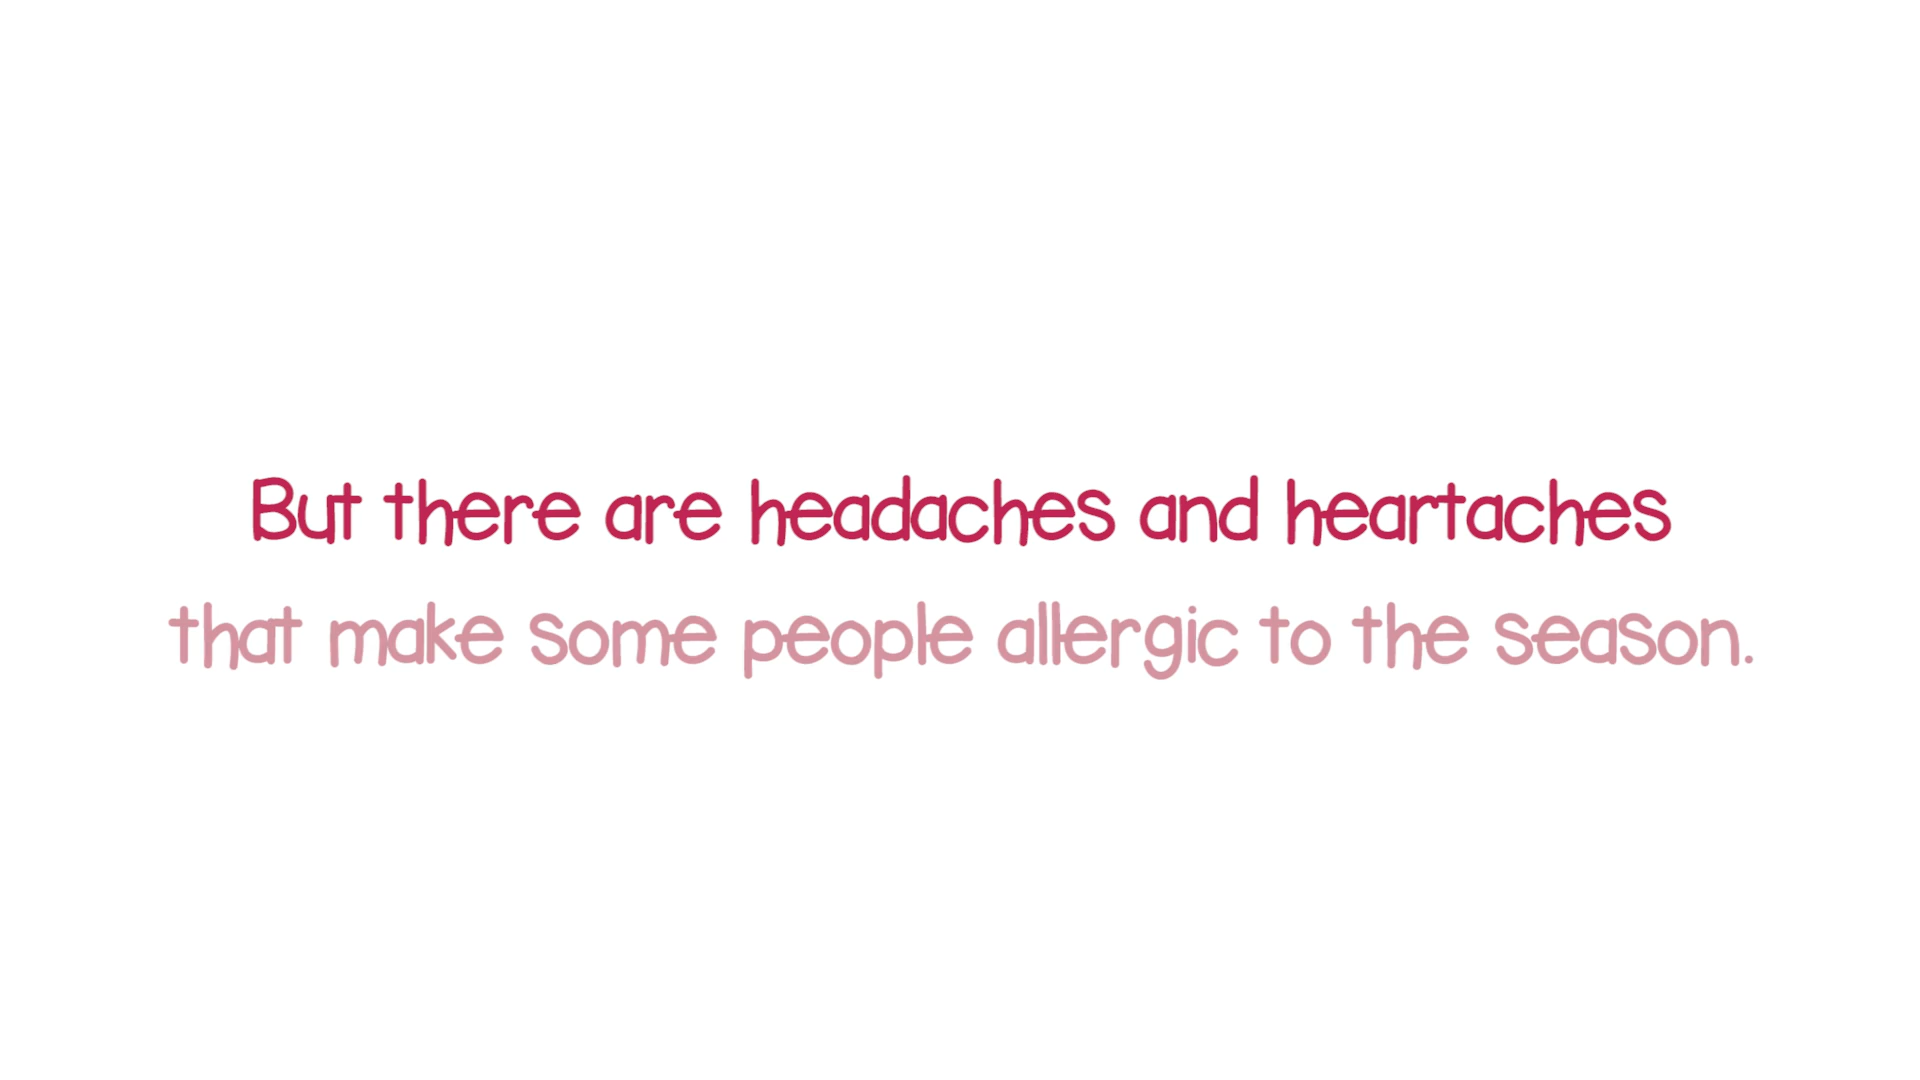 But there are headaches and heartaches
that make some people allergic to the season.